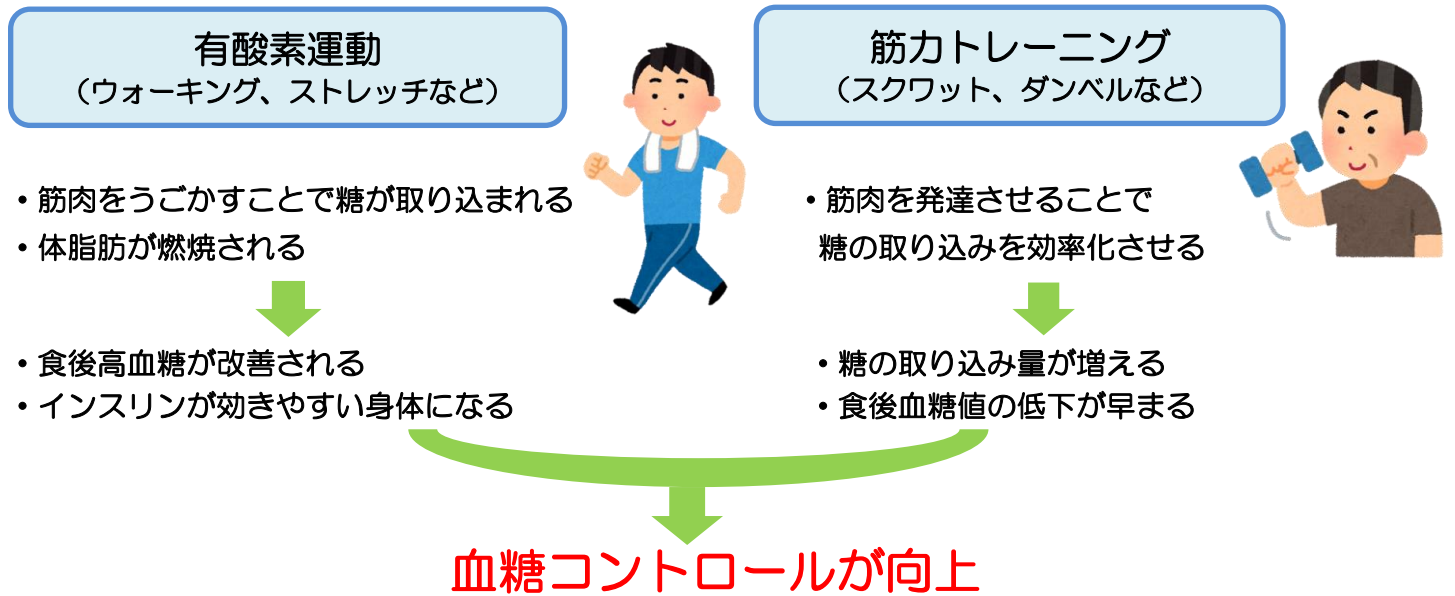 有酸素運動
（ウォーキング、ストレッチなど）
・筋肉をうごかすことで糖が取り込まれる
・体脂肪が燃焼される
・食後高血糖が改善される
・インスリンが効きやすい身体になる
筋力トレーニング
（スクワット、ダンベルなど）
・筋肉を発達させることで
糖の取り込みを効率化させる
・糖の取り込み量が増える
・食後血糖値の低下が早まる
血糖コントロールが向上